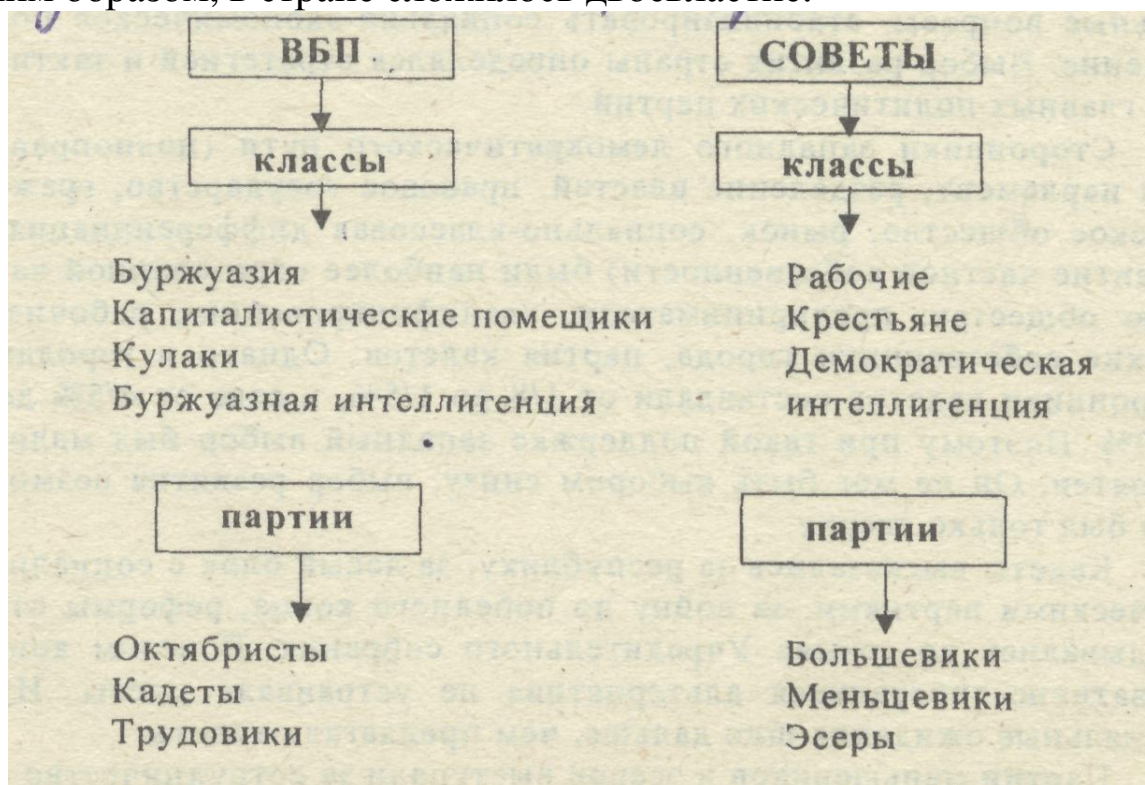 образом, в стране сложилось двоевластие.
ВБП
классы
Буржуазия
Капиталистические помещики
Кулаки
Буржуазная интеллигенция
партии
Октябристы
Кадеты
Трудовики
СОВЕТЫ
классы
Рабочие
Крестьяне
Демократическая
интеллигенция
партии
Большевики
Меньшевики
Эсеры